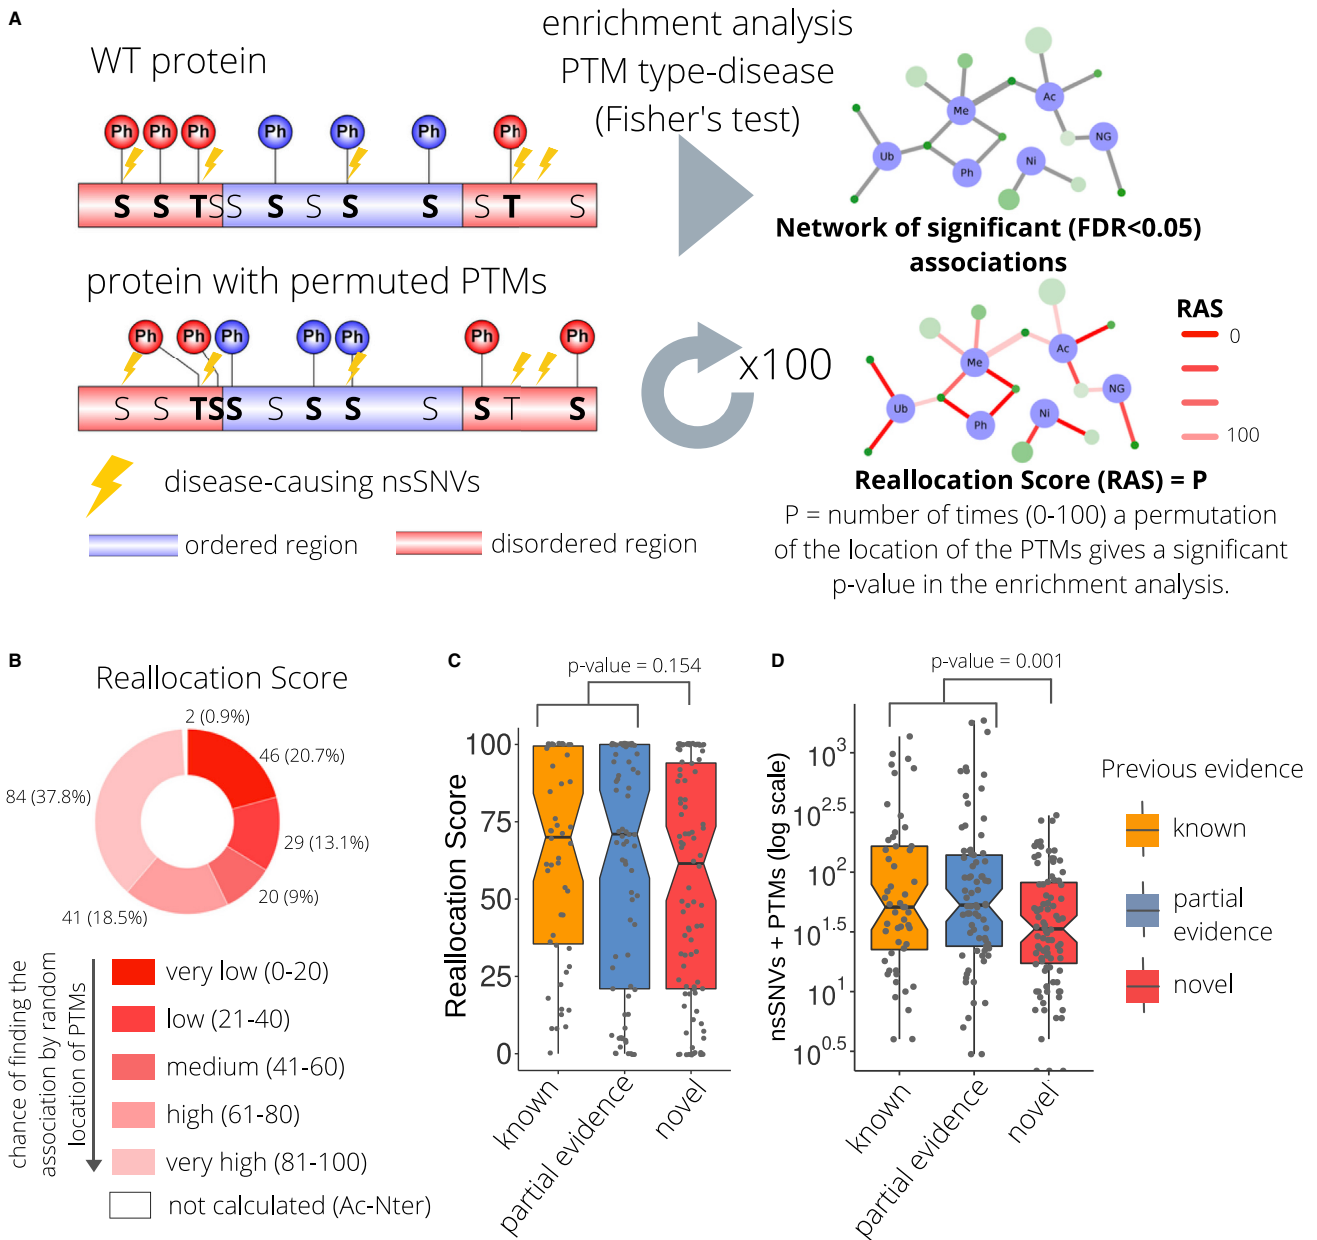 A
WT protein
Ph Ph Ph Ph Ph Ph Ph
S S T S S S S S S S T S
protein with permuted PTMs
Ph Ph Ph Ph Ph Ph Ph
S S T S S S S S S S T S
disease-causing nsSNVs
ordered region
disordered region
enrichment analysis
PTM type-disease
(Fisher's test)
x100
Me
Ac
Ub
Ph
Ni
NG
Network of significant (FDR<0.05)
associations
Me
Ac
Ub
Ph
Ni
NG
RAS
0
100
Reallocation Score (RAS) = P
P = number of times (0-100) a permutation
of the location of the PTMs gives a significant
p-value in the enrichment analysis.
B
Reallocation Score
2 (0.9%)
46 (20.7%)
29 (13.1%)
20 (9%)
41 (18.5%)
84 (37.8%)
chance of finding the
association by random
location of PTMs
very low (0-20)
low (21-40)
medium (41-60)
high (61-80)
very high (81-100)
not calculated (Ac-Nter)
C
p-value = 0.154
Reallocation Score
100
75
50
25
0
known
partial evidence
novel
D
p-value = 0.001
nsSNVs + PTMs (log scale)
10^3
10^2.5
10^2
10^1.5
10^1
10^0.5
known
partial evidence
novel
Previous evidence
known
partial
evidence
novel